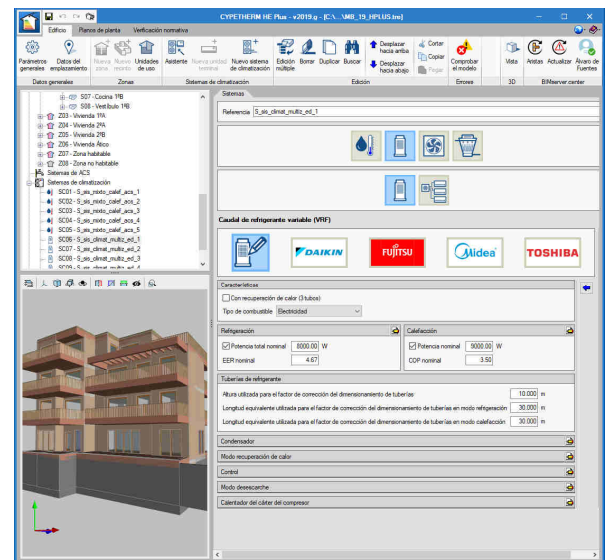 CYPETHERM HE Plus - v2019.g - [C:\...\MB_19_HPLUS.tre]
Edificio
Planos de planta
Verificación normativa
Parámetros generales
Datos del emplazamiento
Nueva zona
Nuevo recinto
Unidades de uso
Asistente
Nueva unidad terminal
Nuevo sistema de climatización
Edición múltiple
Borrar
Duplicar
Buscar
Desplazar hacia arriba
Desplazar hacia abajo
Cortar
Copiar
Pegar
Comprobar el modelo
Vista
Aristas
Actualizar
Álvaro de Fuentes
Datos generales
Zonas
Sistemas de climatización
Edición
Errores
3D
BIMserver.center
S07 - Cocina 1ºB
S08 - Vestíbulo 1ºB
Z03 - Vivienda 1ºA
Z04 - Vivienda 2ºA
Z05 - Vivienda 2ºB
Z06 - Vivienda Ático
Z07 - Zona habitable
Z08 - Zona no habitable
Sistemas de ACS
Sistemas de climatización
SC01 - S_sis_mixto_calef_acs_1
SC02 - S_sis_mixto_calef_acs_2
SC03 - S_sis_mixto_calef_acs_3
SC04 - S_sis_mixto_calef_acs_4
SC05 - S_sis_mixto_calef_acs_5
SC06 - S_sis_climat_multiz_ed_1
SC07 - S_sis_climat_multiz_ed_2
SC08 - S_sis_climat_multiz_ed_3
SC09 - S_sis_climat_multiz_ed_4
Sistemas
Referencia S_sis_climat_multiz_ed_1
Caudal de refrigerante variable (VRF)
DAIKIN
FUJITSU
Midea
TOSHIBA
Características
Con recuperación de calor (3 tubos)
Tipo de combustible Electricidad
Refrigeración
Potencia total nominal 8000.00 W
EER nominal 4.67
Calefacción
Potencia nominal 9000.00 W
COP nominal 3.50
Tuberías de refrigerante
Altura utilizada para el factor de corrección del dimensionamiento de tuberías 10.000 m
Longitud equivalente utilizada para el factor de corrección del dimensionamiento de tuberías en modo refrigeración 30.000 m
Longitud equivalente utilizada para el factor de corrección del dimensionamiento de tuberías en modo calefacción 30.000 m
Condensador
Modo recuperación de calor
Control
Modo desescarche
Calentador del cárter del compresor